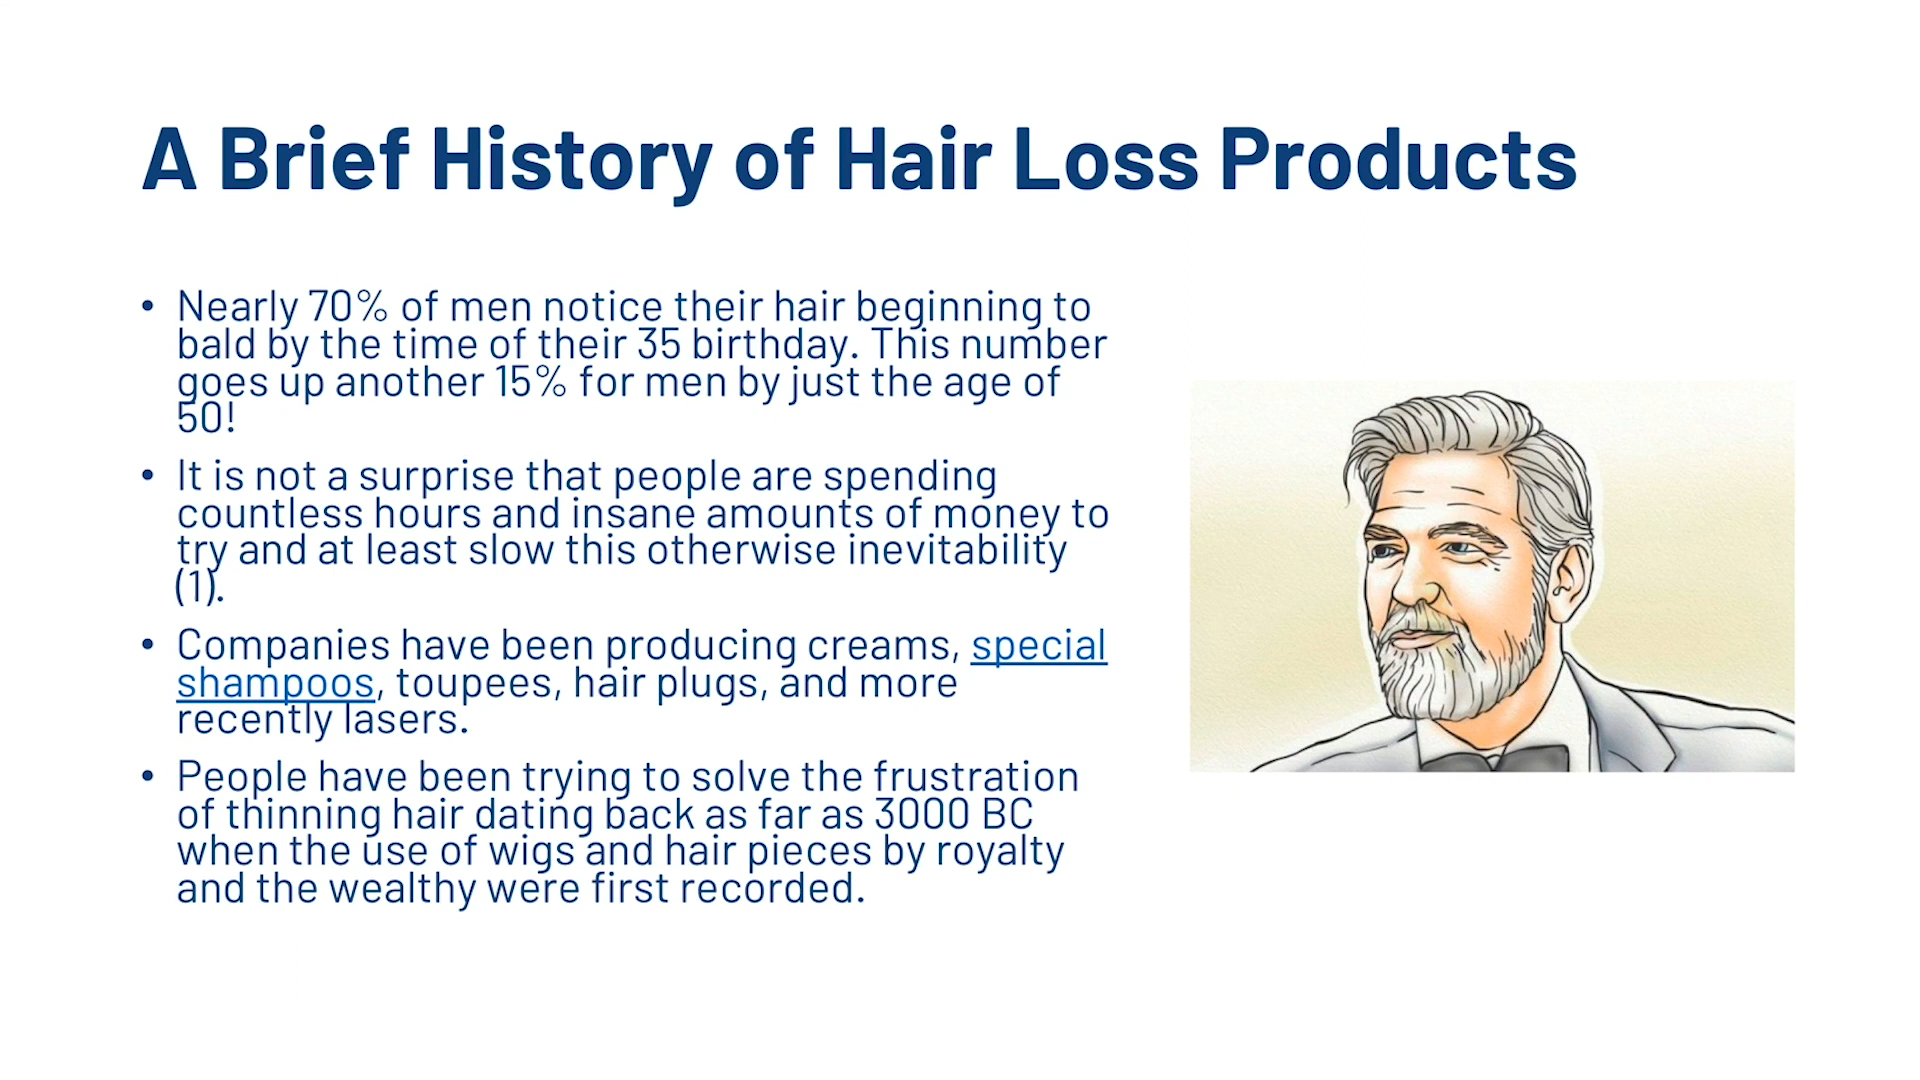 A Brief History of Hair Loss Products
• Nearly 70% of men notice their hair beginning to
bald by the time of their 35 birthday. This number
goes up another 15% for men by just the age of
50!
• It is not a surprise that people are spending
countless hours and insane amounts of money to
try and at least slow this otherwise inevitability
(1).
• Companies have been producing creams, special
shampoos, toupees, hair plugs, and more
recently lasers.
• People have been trying to solve the frustration
of thinning hair dating back as far as 3000 BC
when the use of wigs and hair pieces by royalty
and the wealthy were first recorded.